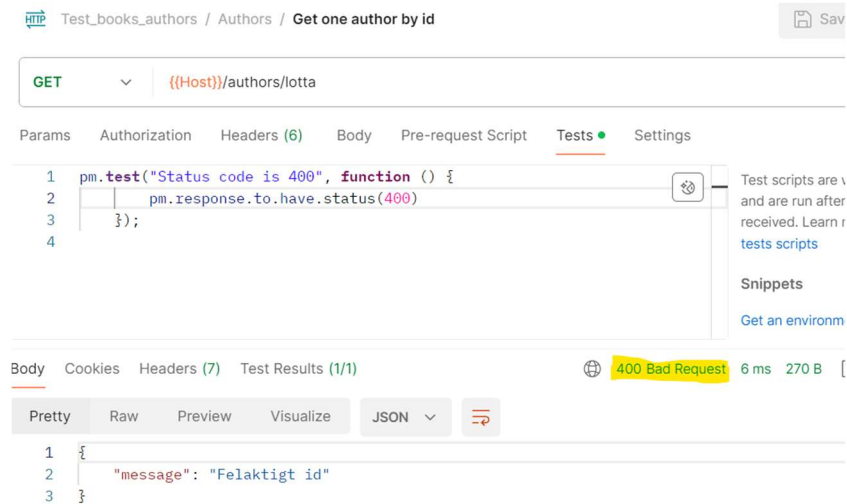 HTTP Test_books_authors / Authors / Get one author by id
GET {{Host}}/authors/lotta
Params Authorization Headers (6) Body Pre-request Script Tests Settings
1 pm.test("Status code is 400", function () {
2 pm.response.to.have.status(400)
3 });
4
Test scripts are
and are run after
received. Learn
tests scripts
Snippets
Get an
Body Cookies Headers (7) Test Results (1/1) 400 Bad Request 6 ms 270 B
Pretty Raw Preview Visualize JSON
1 {
2 "message": "Felaktigt id"
3 }